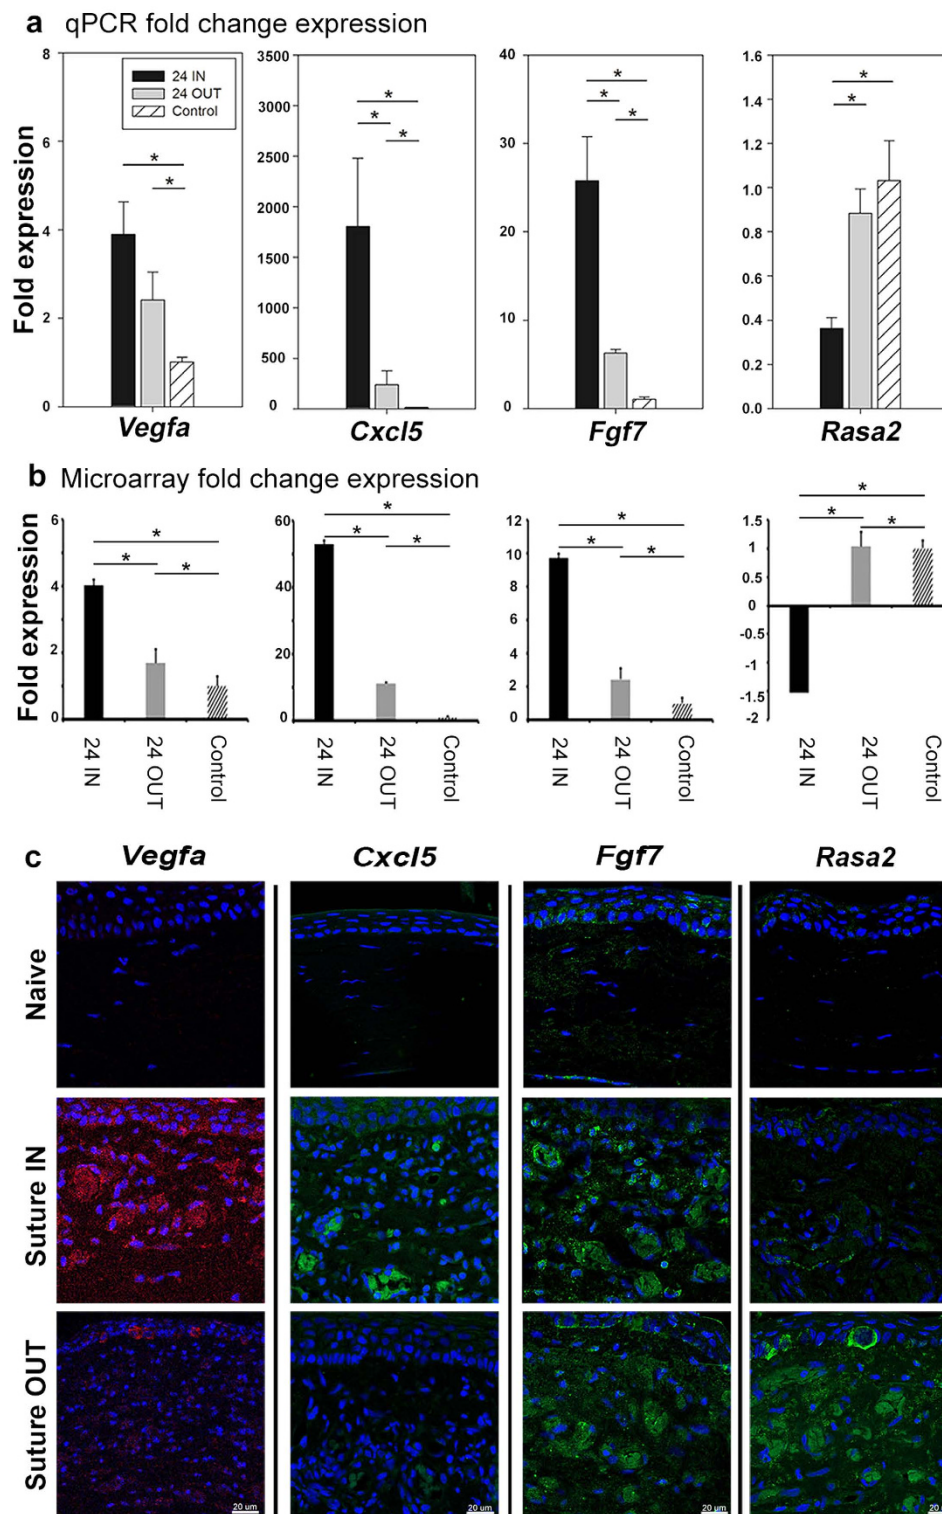 a qPCR fold change expression
Fold expression
8
6
4
2
0
24 IN
24 OUT
Control
*
*
Vegfa
3500
3000
2500
2000
1500
1000
500
0
*
*
*
Cxcl5
40
30
20
10
0
*
*
*
Fgf7
1.6
1.4
1.2
1.0
0.8
0.6
0.4
0.2
0.0
*
*
Rasa2
b Microarray fold change expression
Fold expression
6
4
2
0
*
*
*
24 IN
24 OUT
Control
60
40
20
0
*
*
*
24 IN
24 OUT
Control
12
10
8
6
4
2
0
*
*
*
24 IN
24 OUT
Control
1.5
1
0.5
0
-0.5
-1
-1.5
-2
*
*
*
24 IN
24 OUT
Control
c Vegfa Cxcl5 Fgf7 Rasa2
Naive
Suture IN
Suture OUT
20 um
20 um
20 um
20 um